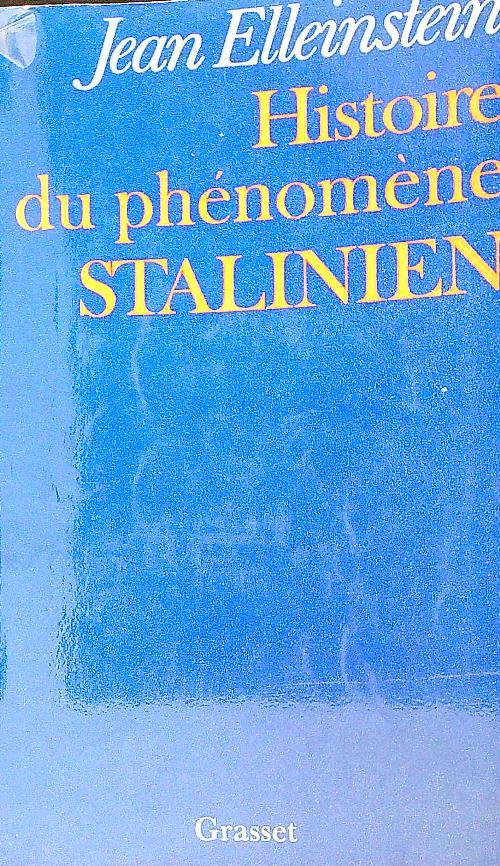 Jean Elleinstein
Histoire
du phénomène
STALINIEN
Grasset